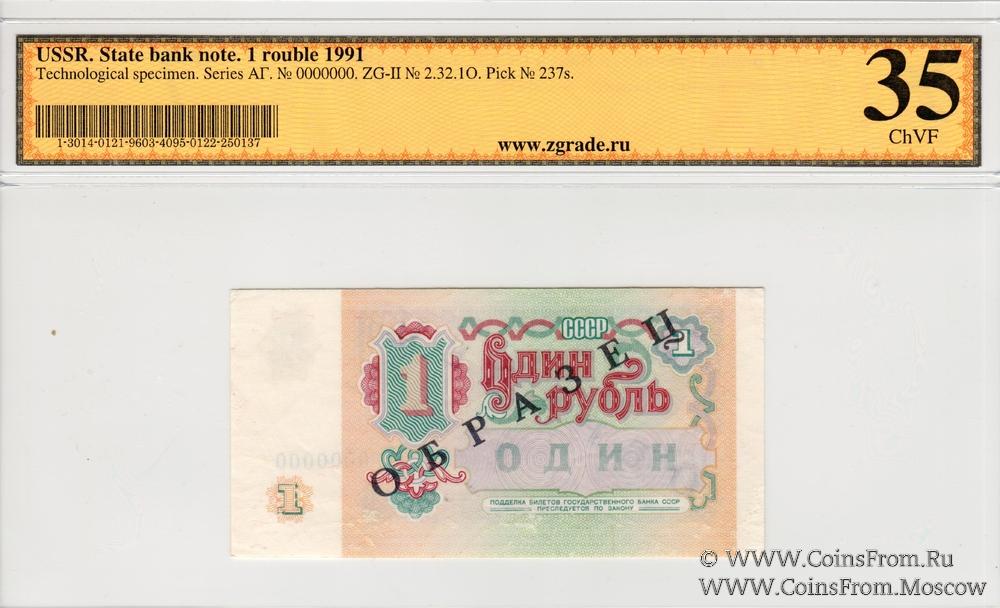 USSR. State bank note. 1 rouble 1991
Technological specimen. Series АГ. № 0000000. ZG-II № 2.32.1О. Pick № 237s.
1-3014-0121-9603-4095-0122-250137
www.zgrade.ru
35
ChVF
СССР
1
Один
рубль
1
ОБРАЗЕЦ
ОДИН
1
ПОДДЕЛКА БИЛЕТОВ ГОСУДАРСТВЕННОГО БАНКА СССР
ПРЕСЛЕДУЕТСЯ ПО ЗАКОНУ
© WWW.CoinsFrom.Ru
WWW.CoinsFrom.Moscow